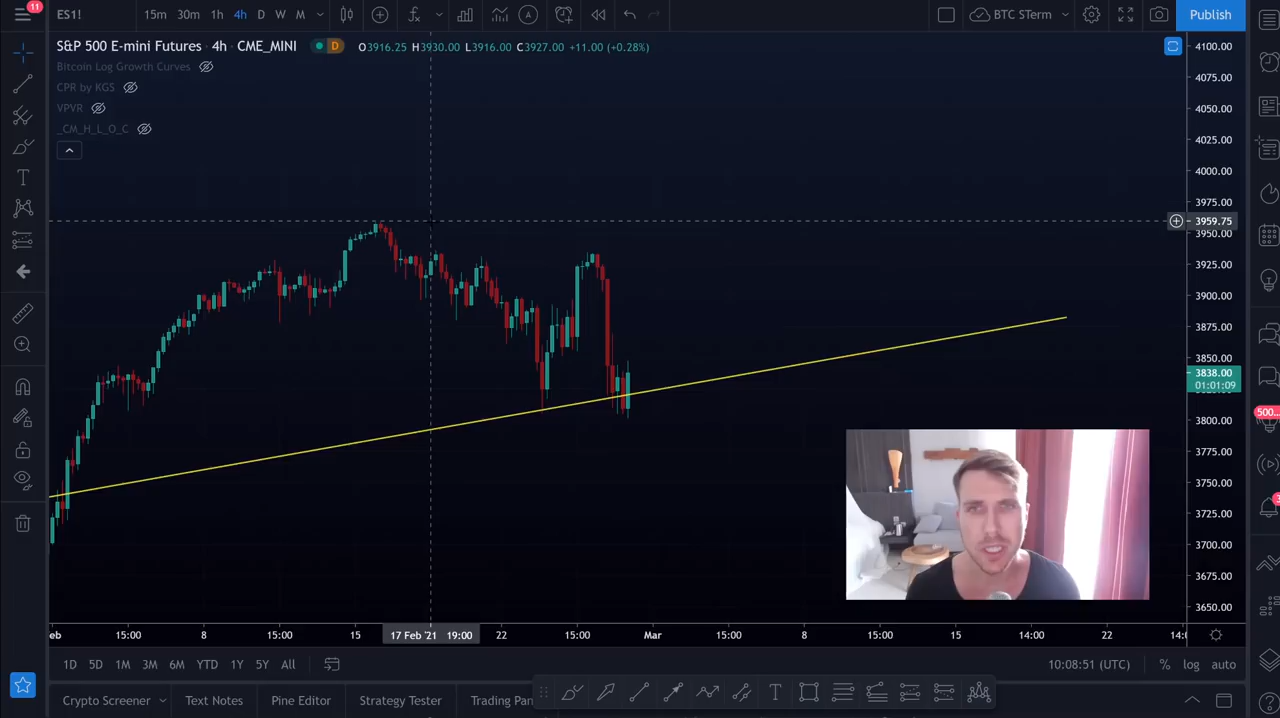 11
ES1!
15m 30m 1h 4h D W M
BTC STerm
Publish
S&P 500 E-mini Futures · 4h · CME_MINI
D
O3916.25 H3930.00 L3916.00 C3927.00 +11.00 (+0.28%)
Bitcoin Log Growth Curves
CPR by KGS
VPVR
_CM_H_L_O_C
4100.00
4075.00
4050.00
4025.00
4000.00
3975.00
3959.75
3950.00
3925.00
3900.00
3875.00
3850.00
3838.00
01:01:09
3800.00
3775.00
3750.00
3725.00
3700.00
3675.00
3650.00
500...
eb 15:00 8 15:00 15 17 Feb '21 19:00 22 15:00 Mar 15:00 8 15:00 15 14:00 22 14:0
1D 5D 1M 3M 6M YTD 1Y 5Y All
10:08:51 (UTC) % log auto
Crypto Screener Text Notes Pine Editor Strategy Tester Trading Pan